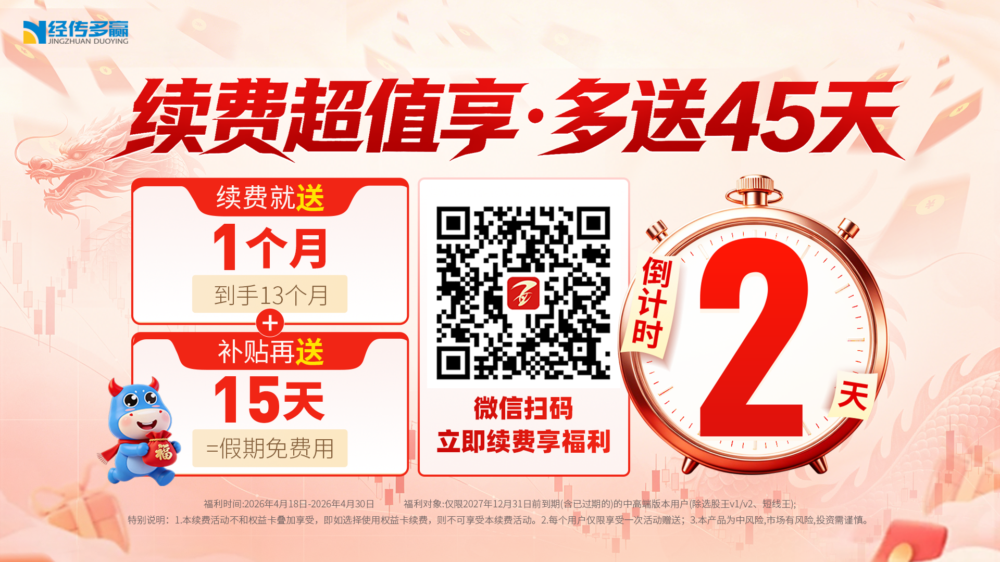 经传多赢
JINGZHUAN DUOYING
续费超值享·多送45天
续费就送
1个月
到手13个月
+
补贴再送
15天
=假期免费用
福
微信扫码
立即续费享福利
倒计时
2
天
福利时间:2026年4月18日-2026年4月30日 福利对象:仅限2027年12月31日前到期(含已过期的)的中高端版本用户(除选股王v1/v2、短线王);
特别说明：1.本续费活动不和权益卡叠加享受，即如选择使用权益卡续费，则不可享受本续费活动。2.每个用户仅限享受一次活动赠送；3.本产品为中风险,市场有风险,投资需谨慎。